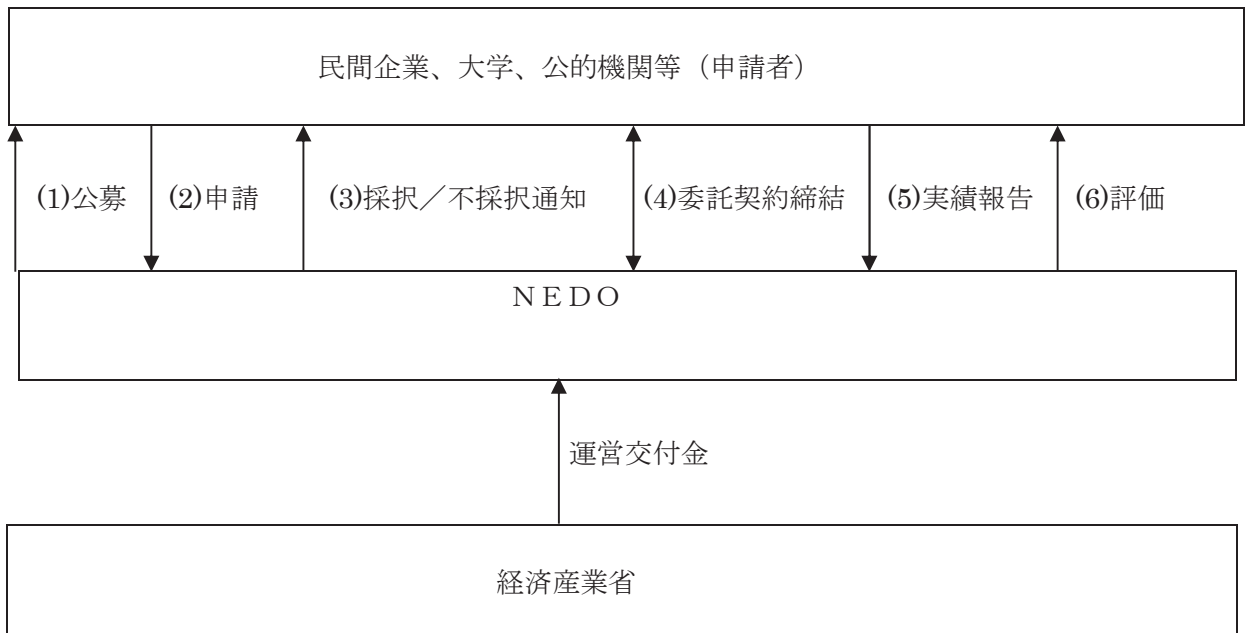 民間企業、大学、公的機関等（申請者）
(1)公募
(2)申請
(3)採択／不採択通知
(4)委託契約締結
(5)実績報告
(6)評価
ＮＥＤＯ
運営交付金
経済産業省